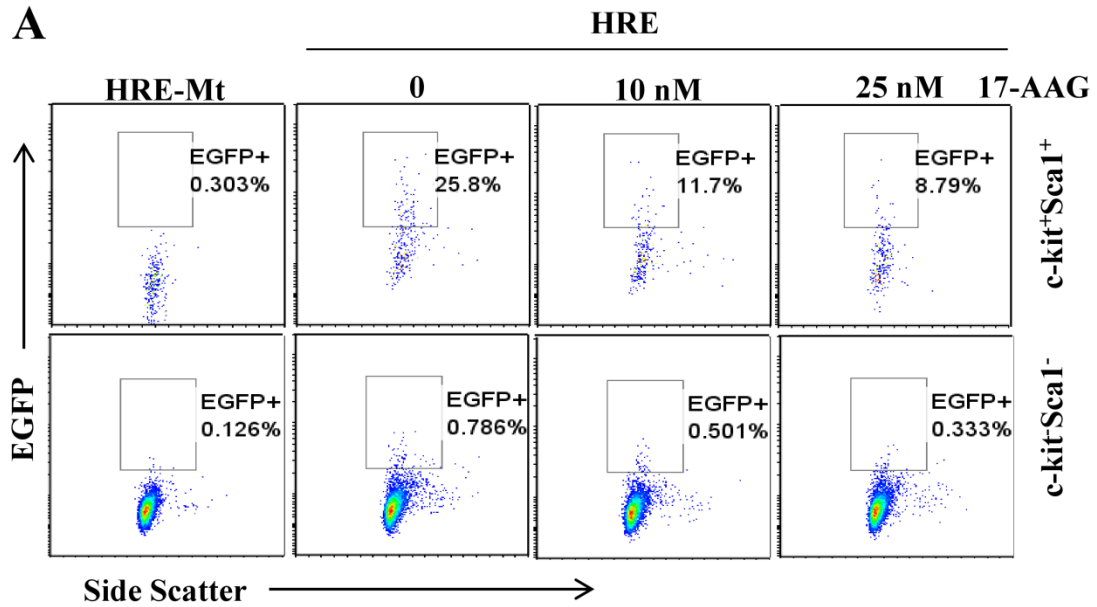 A
HRE
HRE-Mt 0 10 nM 25 nM 17-AAG
EGFP+
0.303%
EGFP+
25.8%
EGFP+
11.7%
EGFP+
8.79%
c-kit⁺Sca1⁺
EGFP+
0.126%
EGFP+
0.786%
EGFP+
0.501%
EGFP+
0.333%
c-kit⁻Sca1⁻
EGFP
Side Scatter